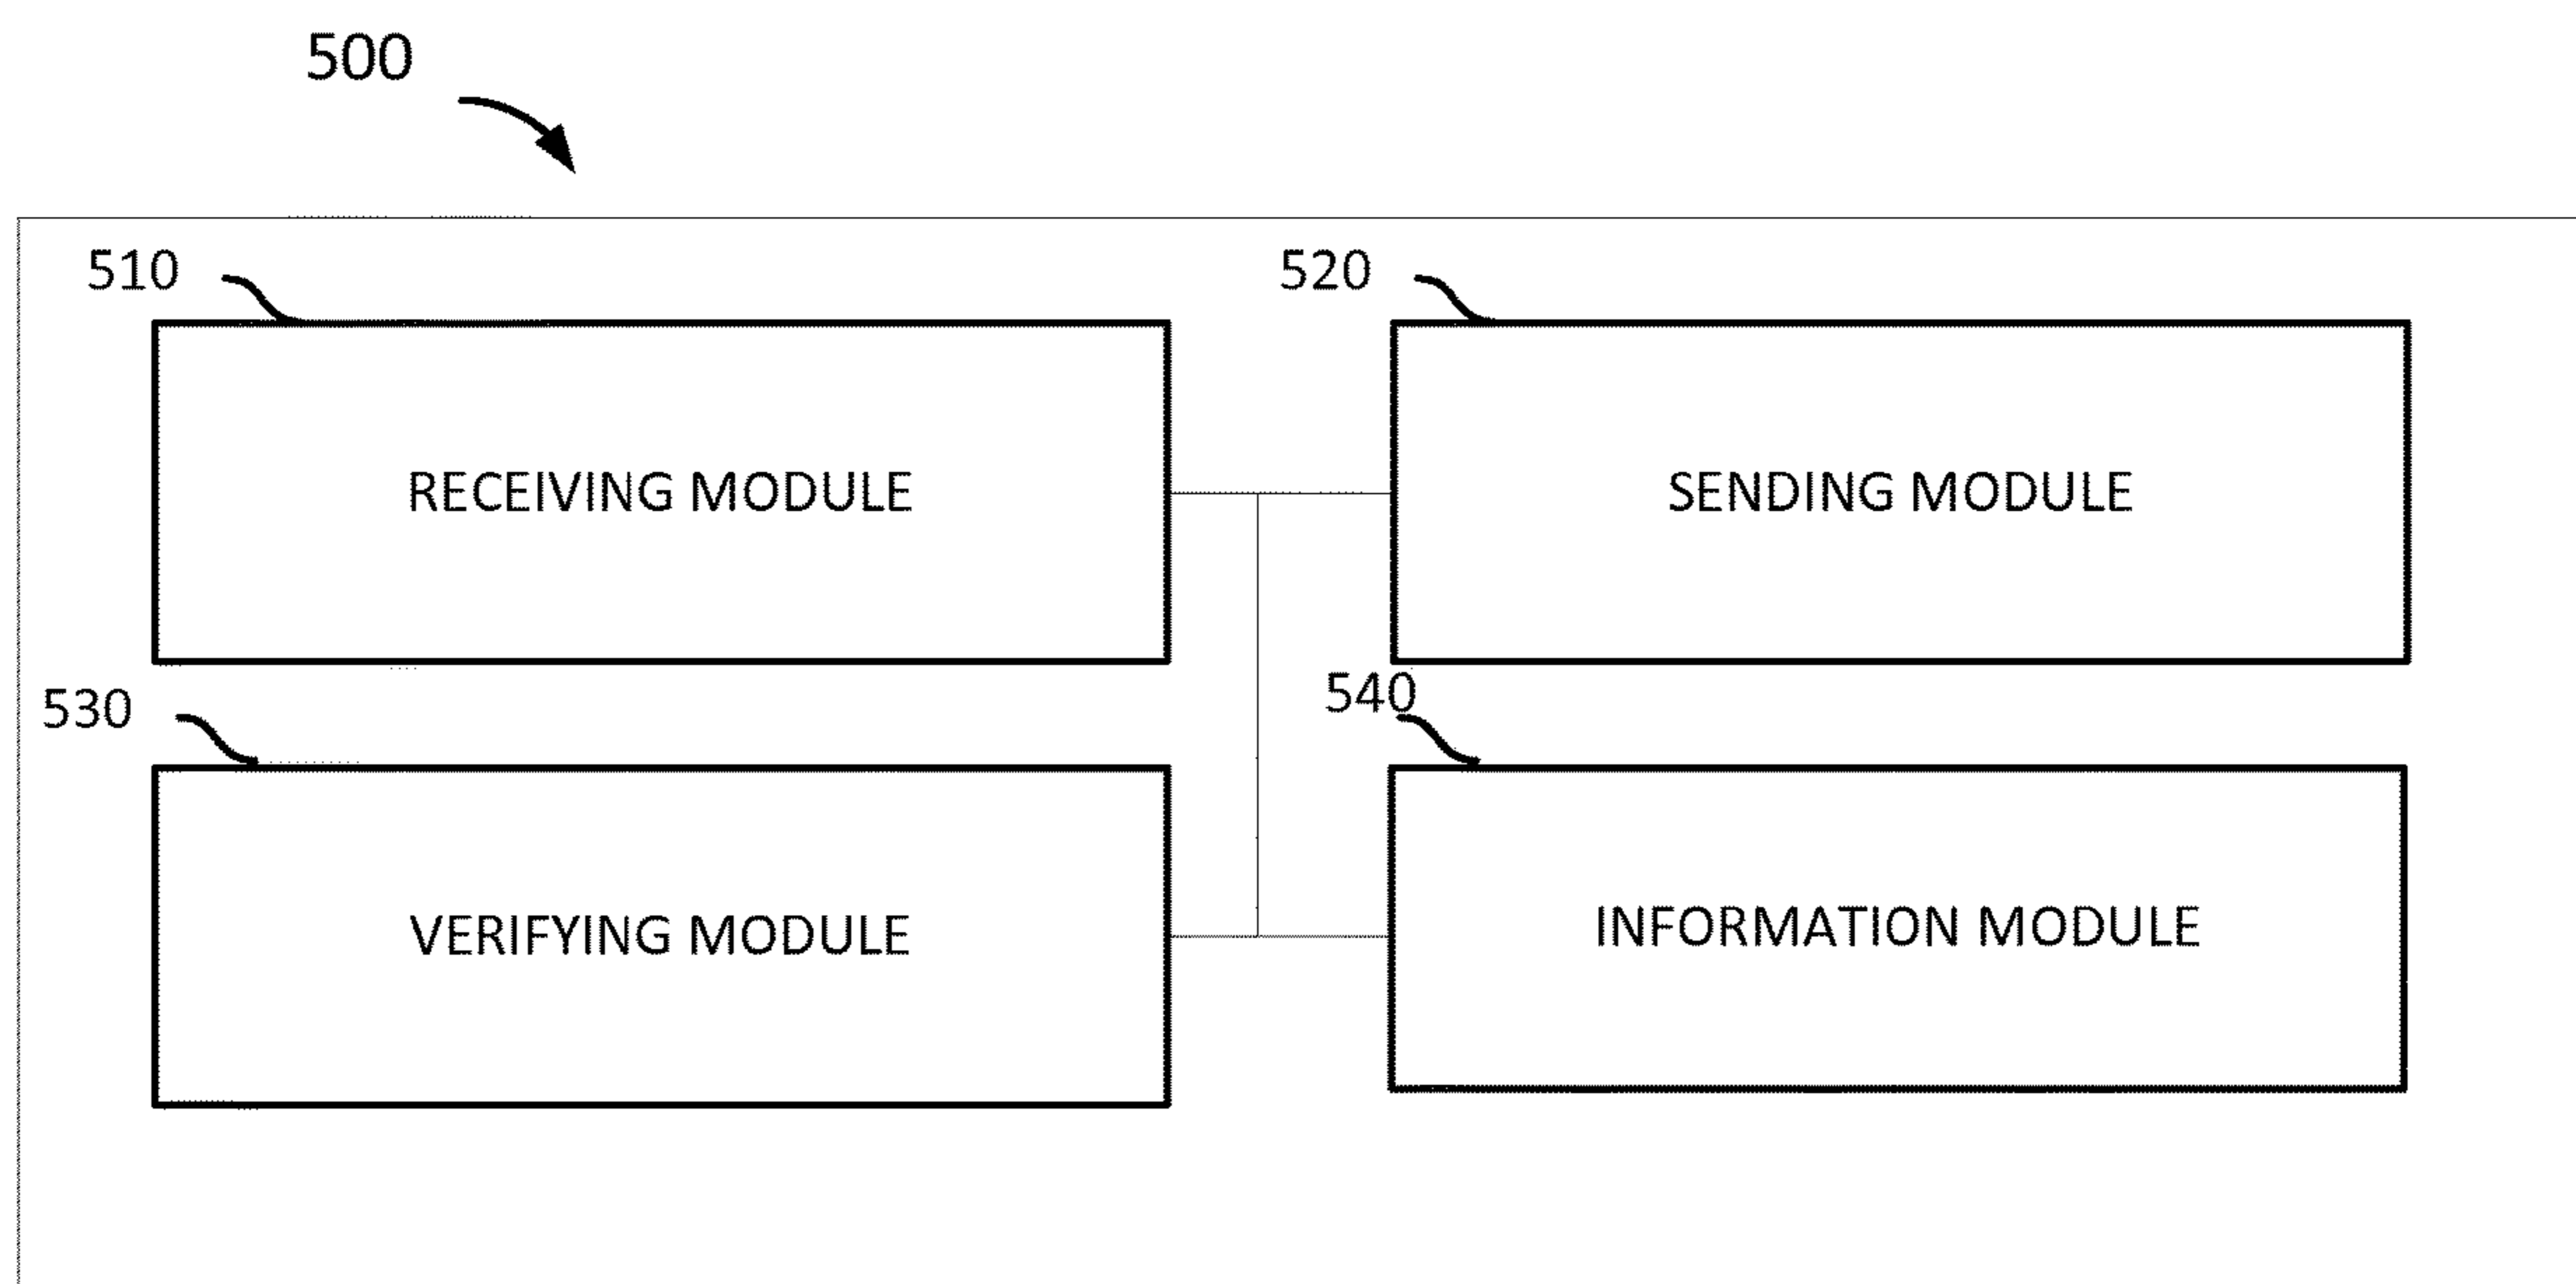 500
510
520
RECEIVING MODULE
SENDING MODULE
530
540
VERIFYING MODULE
INFORMATION MODULE